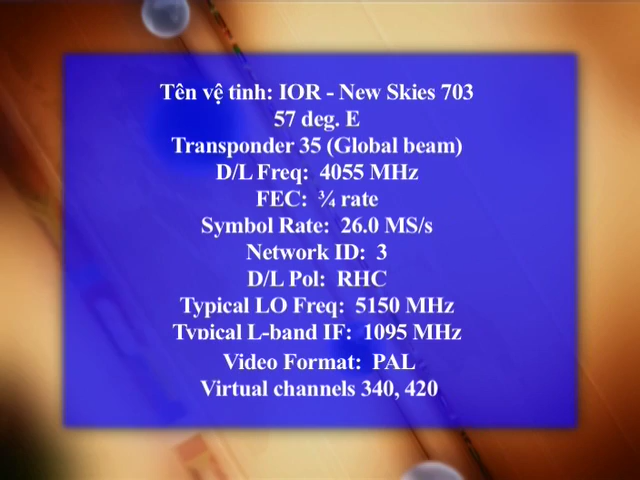 Tên vệ tinh: IOR - New Skies 703
57 deg. E
Transponder 35 (Global beam)
D/L Freq: 4055 MHz
FEC: ¾ rate
Symbol Rate: 26.0 MS/s
Network ID: 3
D/L Pol: RHC
Typical LO Freq: 5150 MHz
Typical L-band IF: 1095 MHz
Video Format: PAL
Virtual channels 340, 420